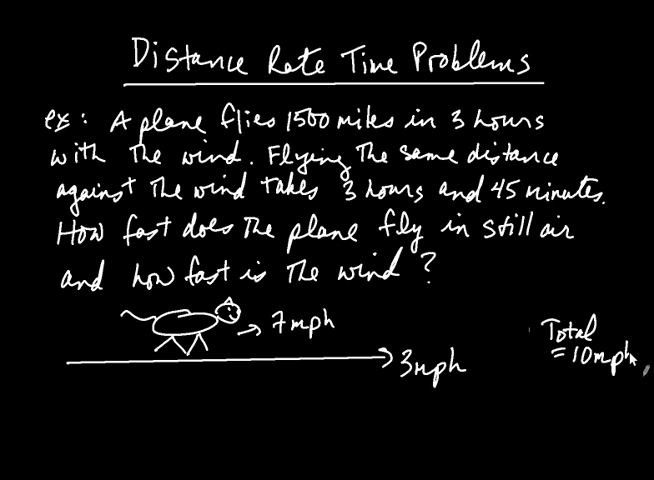 Distance Rate Time Problems
ex: A plane flies 1500 miles in 3 hours
with the wind. Flying the same distance
against the wind takes 3 hours and 45 minutes.
How fast does the plane fly in still air
and how fast is the wind?
7mph
3mph
Total
= 10mph